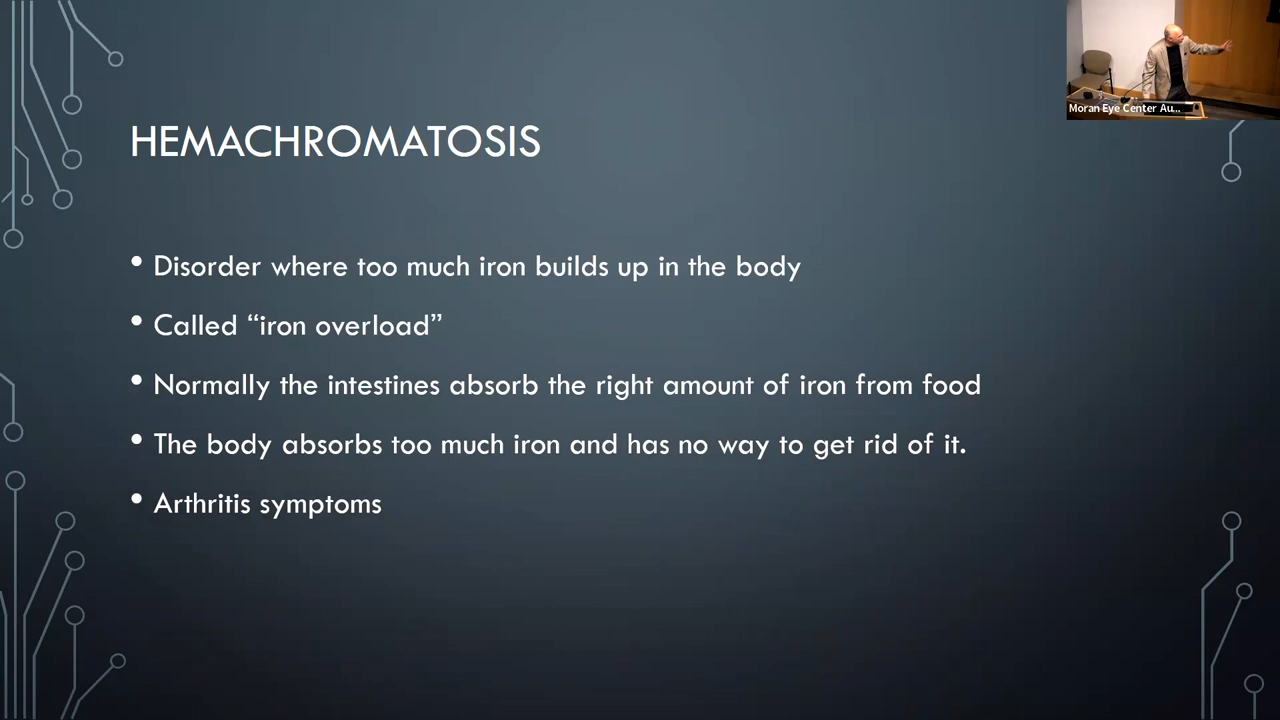 Moran Eye Center Au...
HEMACHROMATOSIS
• Disorder where too much iron builds up in the body
• Called “iron overload”
• Normally the intestines absorb the right amount of iron from food
• The body absorbs too much iron and has no way to get rid of it.
• Arthritis symptoms